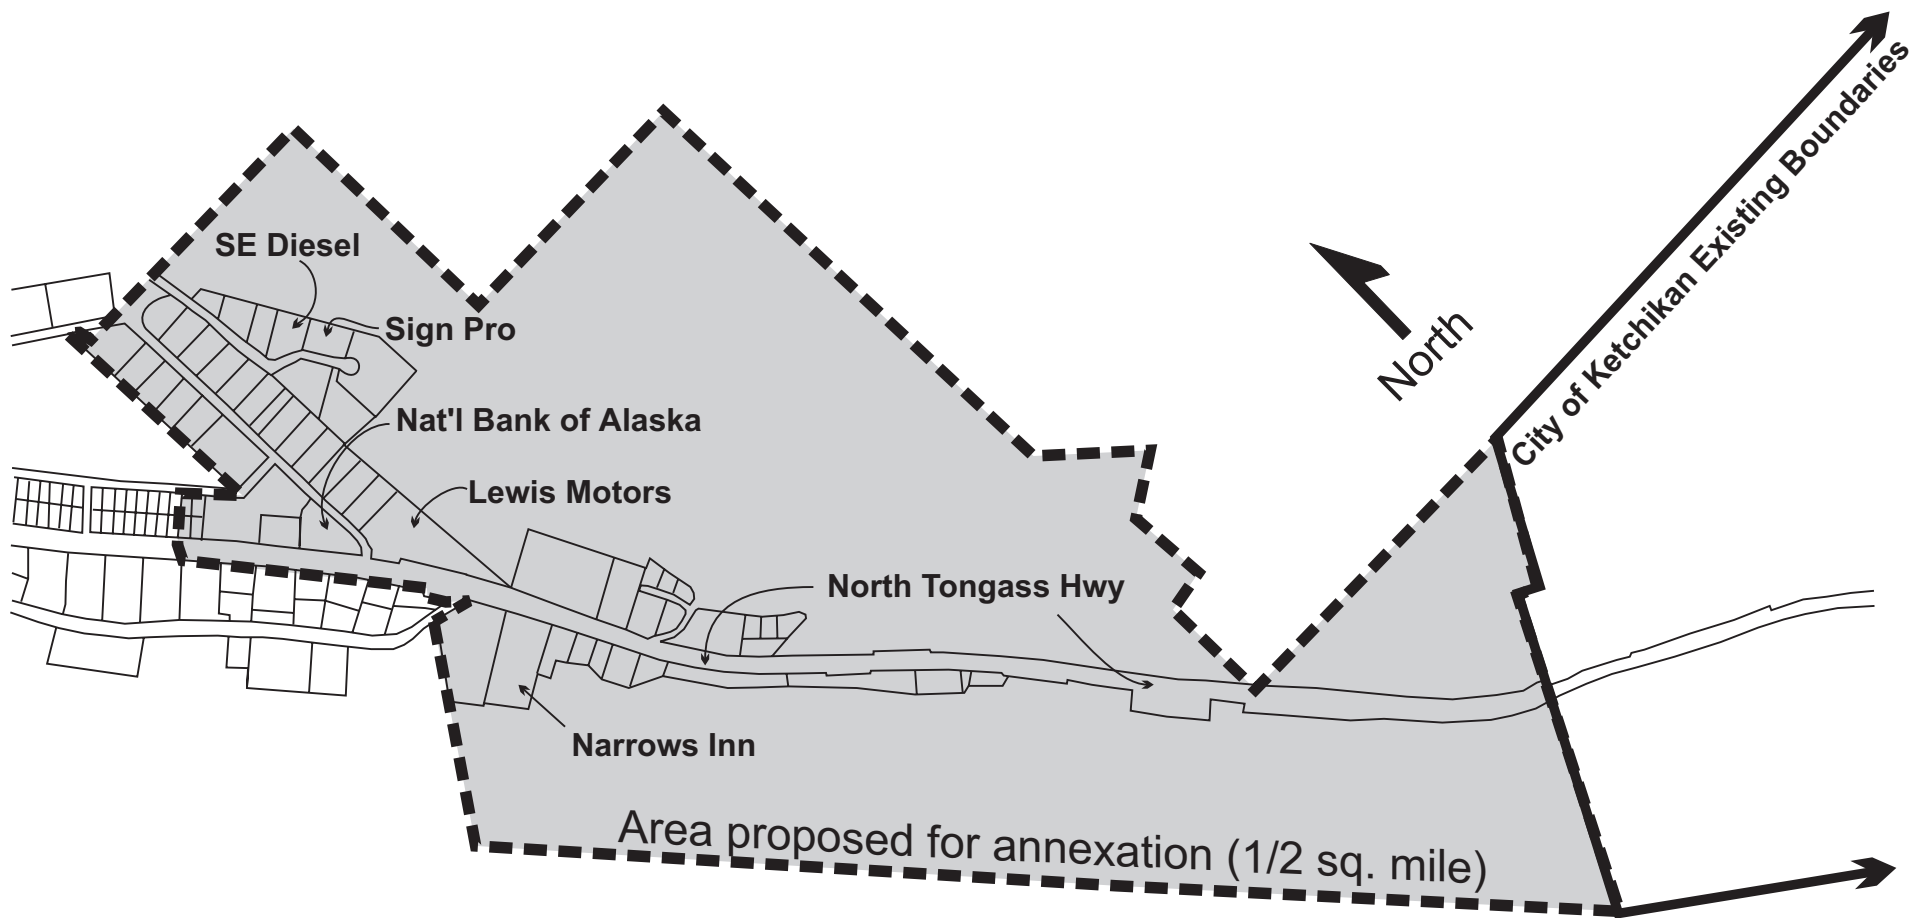 City of Ketchikan Existing Boundaries
SE Diesel
Sign Pro
North
Nat'l Bank of Alaska
Lewis Motors
North Tongass Hwy
Narrows Inn
Area proposed for annexation (1/2 sq. mile)